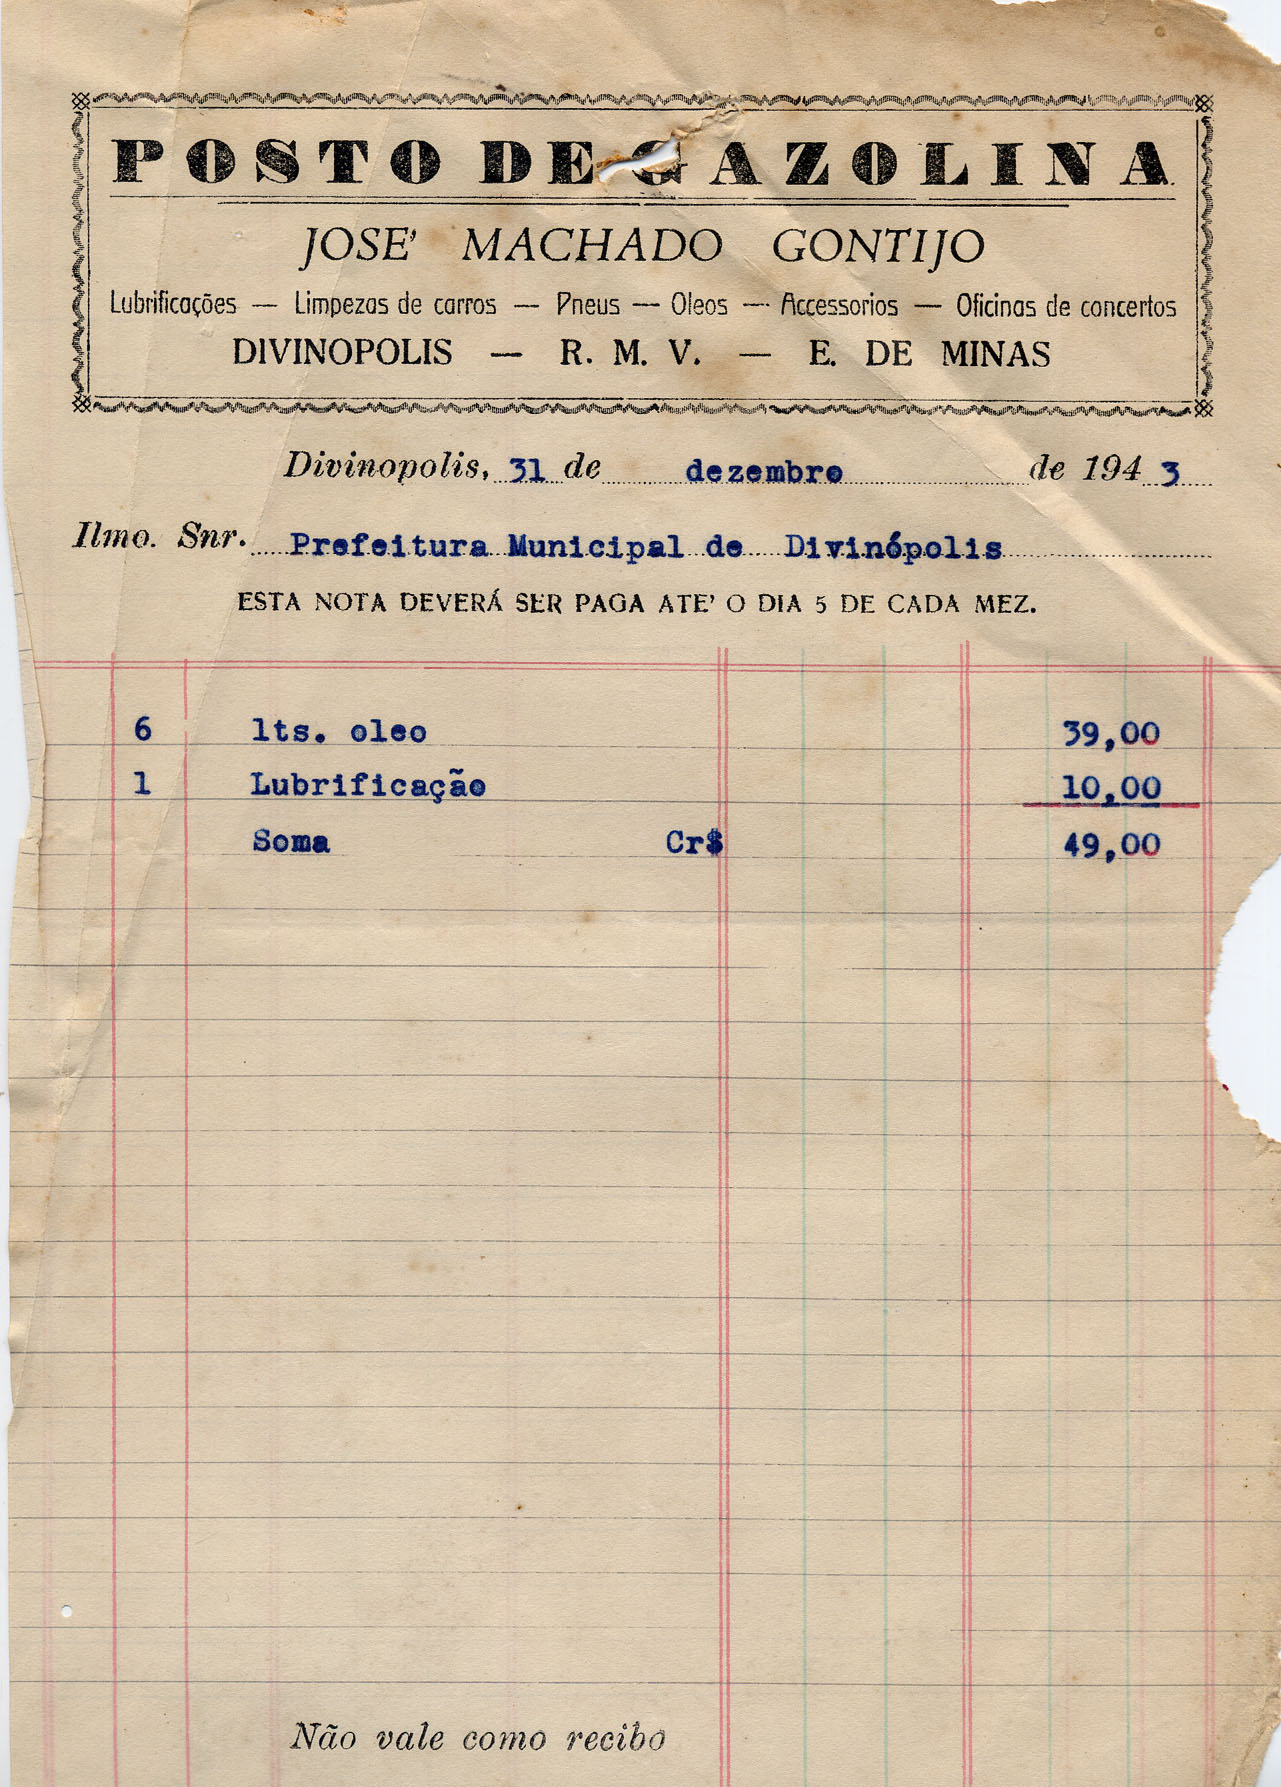 POSTO DE GAZOLINA
JOSE' MACHADO GONTIJO
Lubrificações — Limpezas de carros — Pneus — Oleos — Accessorios — Oficinas de concertos
DIVINOPOLIS — R. M. V. — E. DE MINAS
Divinopolis, 31 de dezembro de 1943
Ilmo. Snr. Prefeitura Municipal de Divinópolis
ESTA NOTA DEVERÁ SER PAGA ATE' O DIA 5 DE CADA MEZ.
6 lts. oleo 39,00
1 Lubrificação 10,00
Soma Cr$ 49,00
Não vale como recibo